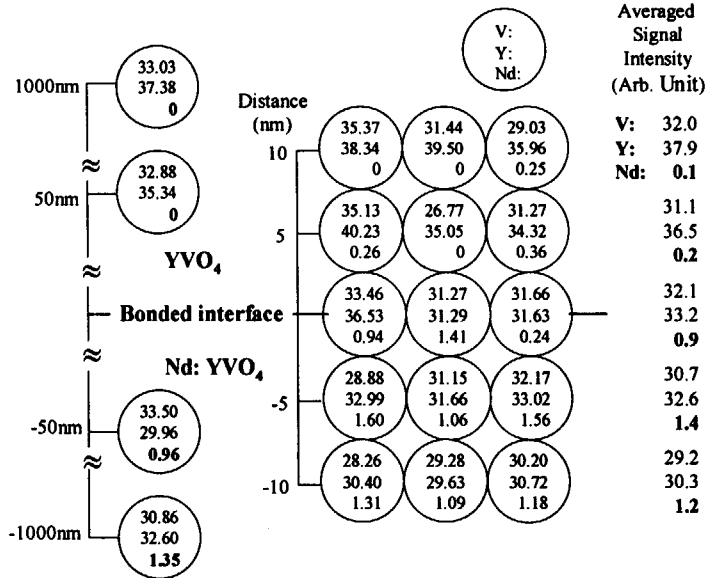 V:
Y:
Nd:
Averaged
Signal
Intensity
(Arb. Unit)
1000nm
33.03
37.38
0
50nm
32.88
35.34
0
YVO4
Bonded interface
Nd: YVO4
-50nm
33.50
29.96
0.96
-1000nm
30.86
32.60
1.35
Distance
(nm)
10
35.37 31.44 29.03
38.34 39.50 35.96
0 0 0.25
V: 32.0
Y: 37.9
Nd: 0.1
5
35.13 26.77 31.27
40.23 35.05 34.32
0.26 0 0.36
31.1
36.5
0.2
33.46 31.27 31.66
36.53 31.29 31.63
0.94 1.41 0.24
32.1
33.2
0.9
-5
28.88 31.15 32.17
32.99 31.66 33.02
1.60 1.06 1.56
30.7
32.6
1.4
-10
28.26 29.28 30.20
30.40 29.63 30.72
1.31 1.09 1.18
29.2
30.3
1.2